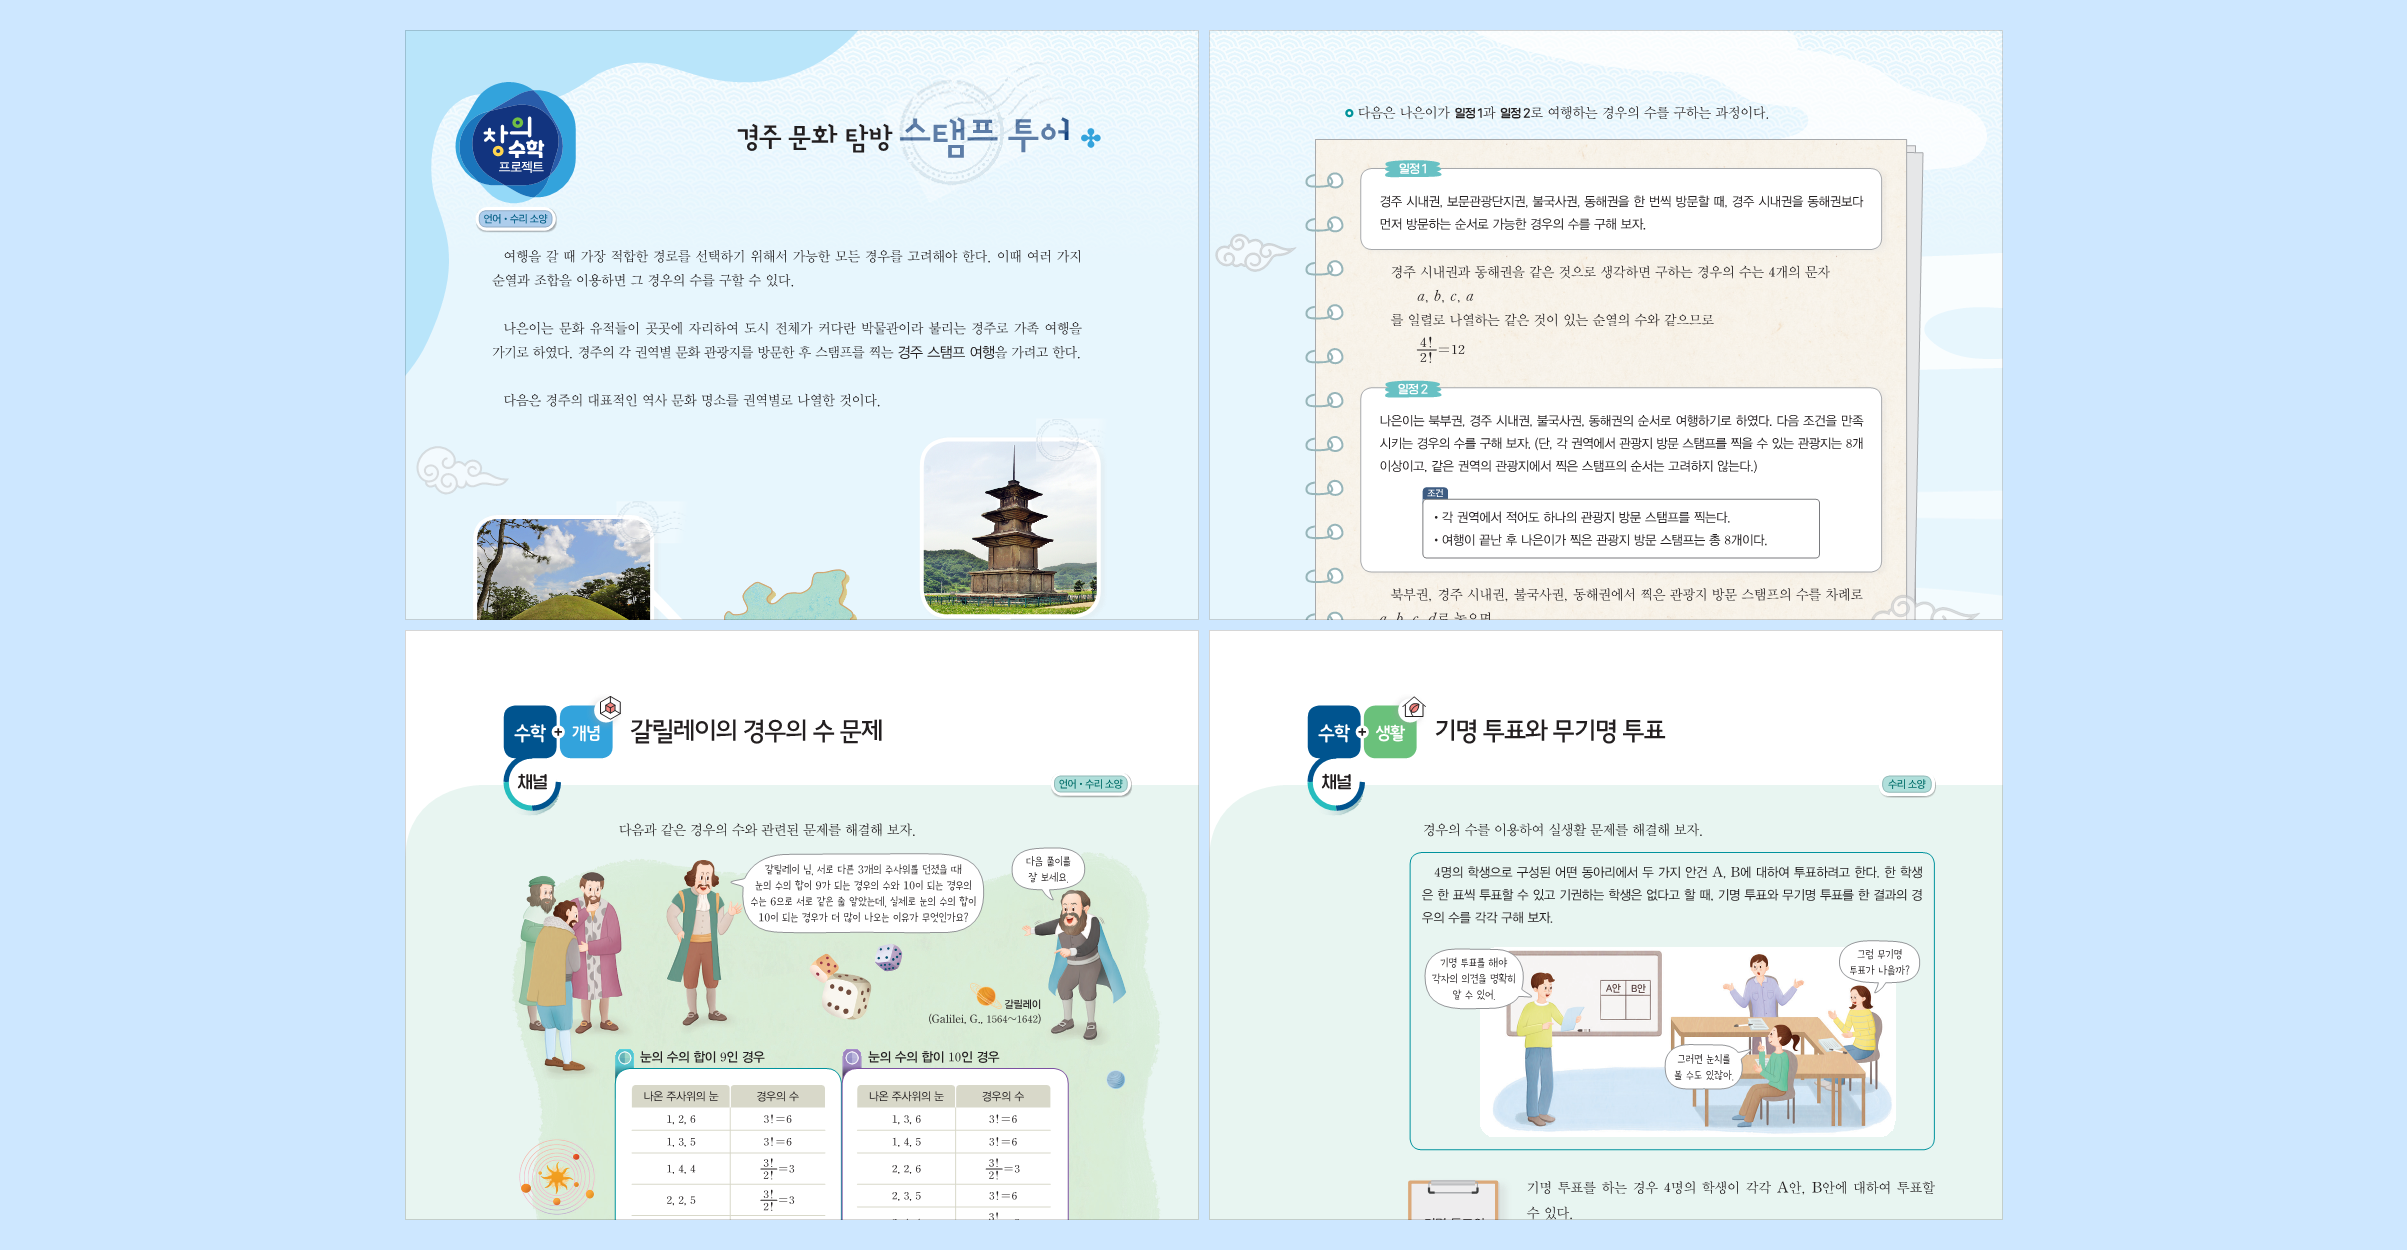 창의
수학
프로젝트
경주 문화 탐방 스탬프 투어
언어・수리 소양
여행을 갈 때 가장 적합한 경로를 선택하기 위해서 가능한 모든 경우를 고려해야 한다. 이때 여러 가지
순열과 조합을 이용하면 그 경우의 수를 구할 수 있다.
나은이는 문화 유적들이 곳곳에 자리하여 도시 전체가 커다란 박물관이라 불리는 경주로 가족 여행을
가기로 하였다. 경주의 각 권역별 문화 관광지를 방문한 후 스탬프를 찍는 경주 스탬프 여행을 가려고 한다.
다음은 경주의 대표적인 역사 문화 명소를 권역별로 나열한 것이다.
다음은 나은이가 일정1과 일정2로 여행하는 경우의 수를 구하는 과정이다.
일정1
경주 시내권, 보문관광단지권, 불국사권, 동해권을 한 번씩 방문할 때, 경주 시내권을 동해권보다
먼저 방문하는 순서로 가능한 경우의 수를 구해 보자.
경주 시내권과 동해권을 같은 것으로 생각하면 구하는 경우의 수는 4개의 문자
a, b, c, a
를 일렬로 나열하는 같은 것이 있는 순열의 수와 같으므로
4!/2!=12
일정2
나은이는 북부권, 경주 시내권, 불국사권, 동해권의 순서로 여행하기로 하였다. 다음 조건을 만족
시키는 경우의 수를 구해 보자. (단, 각 권역에서 관광지 방문 스탬프를 찍을 수 있는 관광지는 8개
이상이고, 같은 권역의 관광지에서 찍은 스탬프의 순서는 고려하지 않는다.)
조건
• 각 권역에서 적어도 하나의 관광지 방문 스탬프를 찍는다.
• 여행이 끝난 후 나은이가 찍은 관광지 방문 스탬프는 총 8개이다.
북부권, 경주 시내권, 불국사권, 동해권에서 찍은 관광지 방문 스탬프의 수를 차례로
a, b, c, d로 놓으면
수학+개념
채널
갈릴레이의 경우의 수 문제
언어・수리 소양
다음과 같은 경우의 수와 관련된 문제를 해결해 보자.
갈릴레이 님, 서로 다른 3개의 주사위를 던졌을 때
눈의 수의 합이 9가 되는 경우의 수와 10이 되는 경우의
수는 6으로 서로 같은 줄 알았는데, 실제로 눈의 수의 합이
10이 되는 경우가 더 많이 나오는 이유가 무엇인가요?
다음 풀이를
잘 보세요.
갈릴레이
(Galilei, G., 1564~1642)
눈의 수의 합이 9인 경우
나온 주사위의 눈 경우의 수
1, 2, 6 3!=6
1, 3, 5 3!=6
1, 4, 4 3!/2!=3
2, 2, 5 3!/2!=3
눈의 수의 합이 10인 경우
나온 주사위의 눈 경우의 수
1, 3, 6 3!=6
1, 4, 5 3!=6
2, 2, 6 3!/2!=3
2, 3, 5 3!=6
3!
수학+생활
채널
기명 투표와 무기명 투표
수리 소양
경우의 수를 이용하여 실생활 문제를 해결해 보자.
4명의 학생으로 구성된 어떤 동아리에서 두 가지 안건 A, B에 대하여 투표하려고 한다. 한 학생
은 한 표씩 투표할 수 있고 기권하는 학생은 없다고 할 때, 기명 투표와 무기명 투표를 한 결과의 경
우의 수를 각각 구해 보자.
기명 투표를 해야
각자의 의견을 명확히
알 수 있어.
A안 B안
그럼 무기명
투표가 나을까?
그러면 눈치를
볼 수도 있잖아.
기명 투표를 하는 경우 4명의 학생이 각각 A안, B안에 대하여 투표할
수 있다.